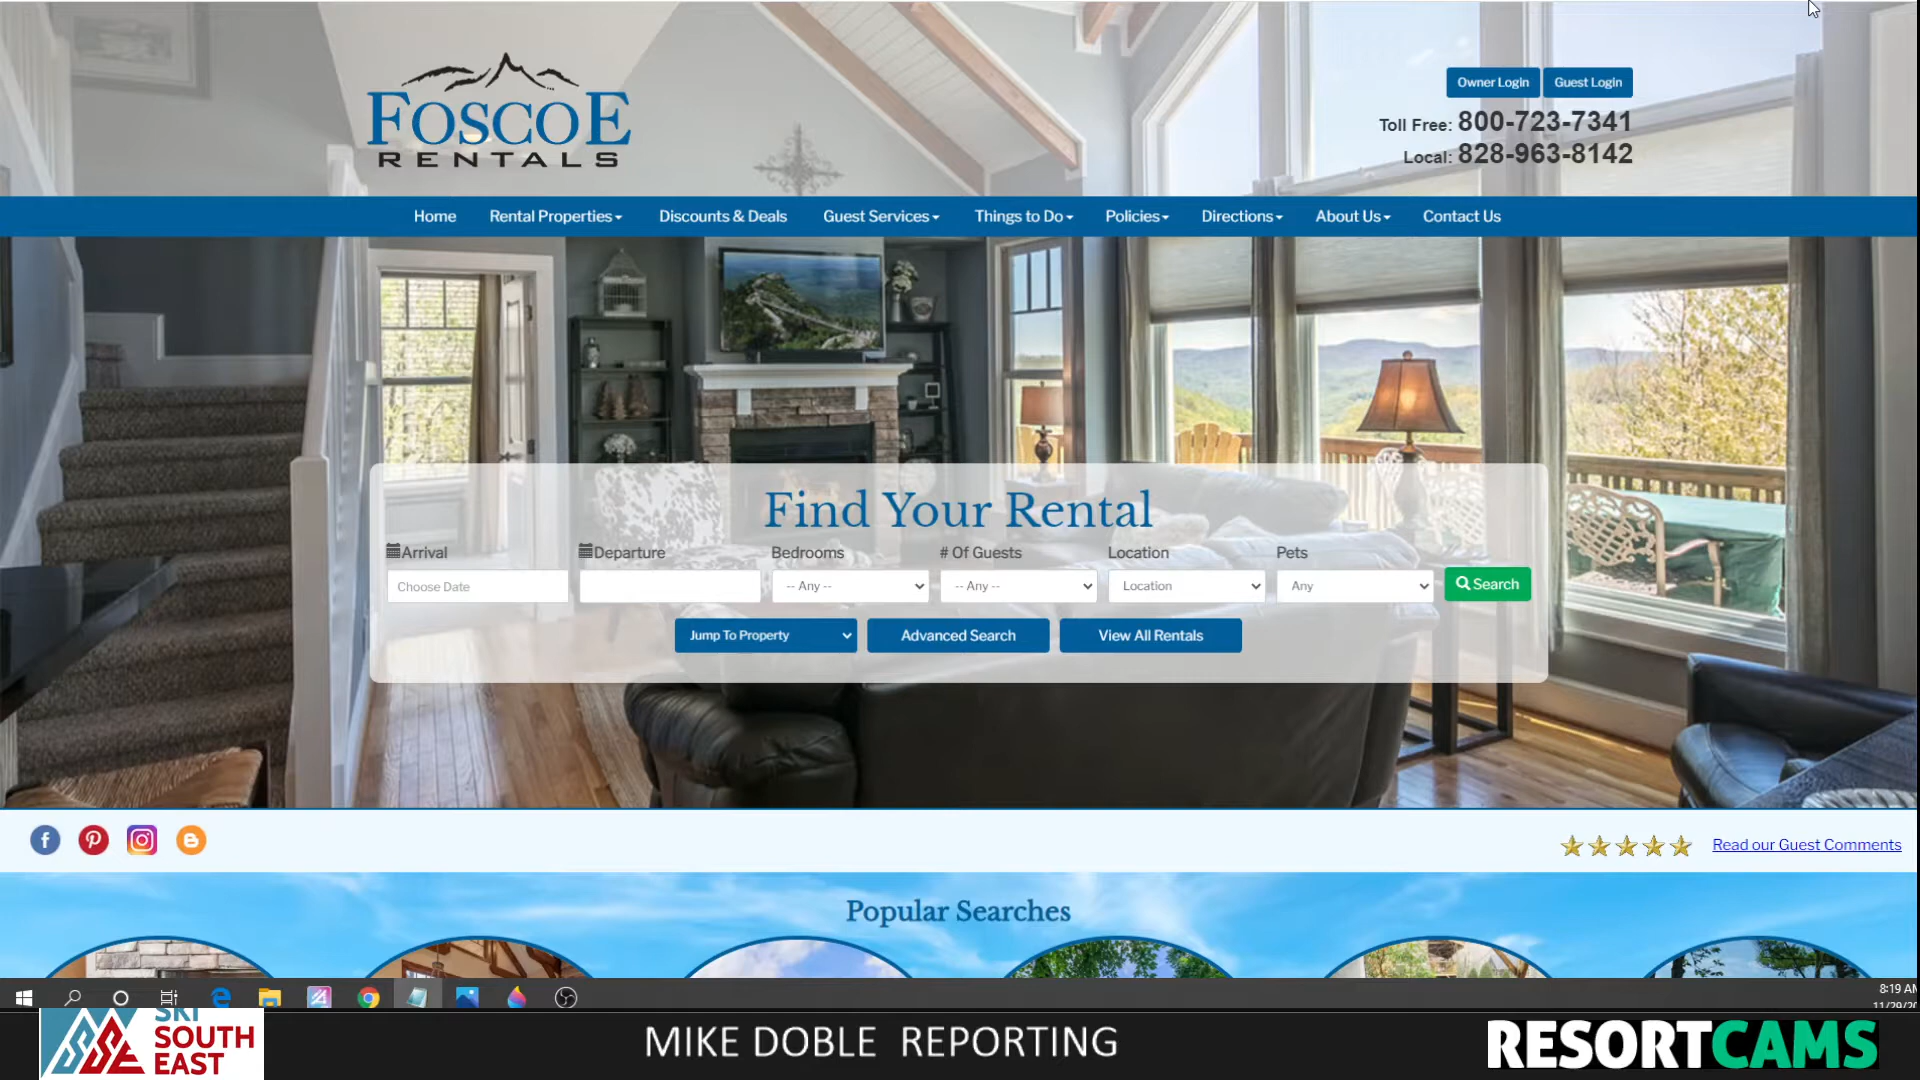 FOSCOE
RENTALS
Owner Login
Guest Login
Toll Free: 800-723-7341
Local: 828-963-8142
Home
Rental Properties
Discounts & Deals
Guest Services
Things to Do
Policies
Directions
About Us
Contact Us
Find Your Rental
Arrival
Departure
Bedrooms
# Of Guests
Location
Pets
Choose Date
-- Any --
-- Any --
Location
Any
Search
Jump To Property
Advanced Search
View All Rentals
Read our Guest Comments
Popular Searches
8:19 AM
SKI
SOUTH
EAST
MIKE DOBLE REPORTING
RESORTCAMS